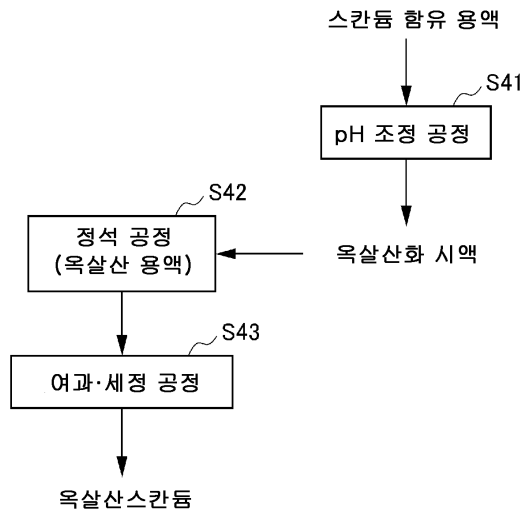 스칸듐 함유 용액
S41
pH 조정 공정
옥살산화 시액
S42
정석 공정
(옥살산 용액)
S43
여과·세정 공정
옥살산스칸듐